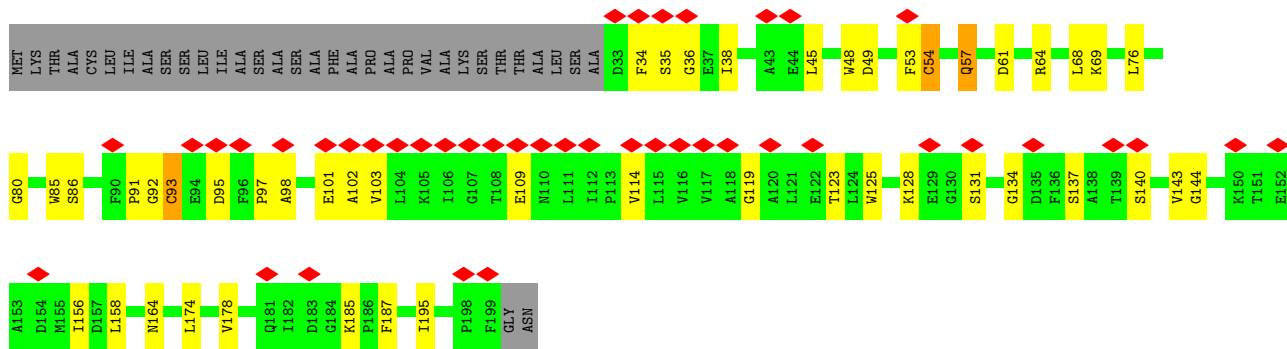 MET LYS THR ALA ALA CYS LEU ILE ALA SER SER LEU ILE ALA SER ALA SER ALA PHE ALA PRO ALA PRO VAL ALA LYS SER THR THR ALA LEU SER ALA D33 F34 S35 G36 E37 I38 A43 E44 L45 W48 D49 F53 C54 Q57 D61 R64 L68 K69 L76
G80 W85 S86 F90 P91 G92 C93 E94 D95 F96 P97 A98 E101 A102 V103 L104 K105 I106 G107 T108 E109 N110 L111 I112 P113 V114 L115 V116 V117 A118 G119 A120 L121 E122 T123 L124 W125 K128 E129 G130 S131 G134 D135 F136 S137 A138 T139 S140 V143 G144 K150 T151 E152
A153 D154 M155 I156 D157 L158 N164 L174 V178 Q181 I182 D183 G184 K185 P186 F187 I195 P198 F199 GLY ASN